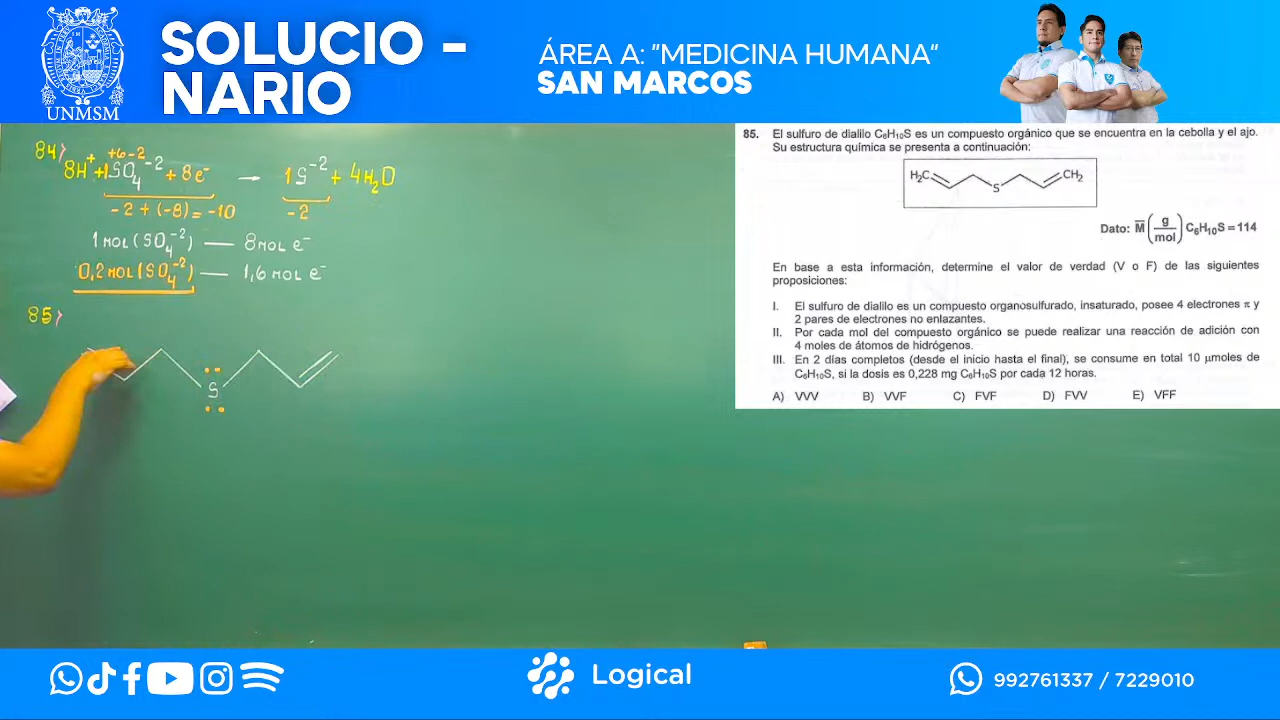 SOLUCIO -
NARIO
UNMSM
ÁREA A: "MEDICINA HUMANA"
SAN MARCOS
84>
8H⁺ + 1SO₄⁻² + 8e⁻ → 1S⁻² + 4H₂O
+6 -2
-2 + (-8) = -10
-2
1 MOL (SO₄⁻²) — 8 MOL e⁻
0,2 MOL (SO₄⁻²) — 1,6 MOL e⁻
85>
S
85. El sulfuro de dialilo C₆H₁₀S es un compuesto orgánico que se encuentra en la cebolla y el ajo.
Su estructura química se presenta a continuación:
H₂C S CH₂
Dato: M̅ (g/mol) C₆H₁₀S = 114
En base a esta información, determine el valor de verdad (V o F) de las siguientes
proposiciones:
I. El sulfuro de dialilo es un compuesto organosulfurado, insaturado, posee 4 electrones π y
2 pares de electrones no enlazantes.
II. Por cada mol del compuesto orgánico se puede realizar una reacción de adición con
4 moles de átomos de hidrógenos.
III. En 2 días completos (desde el inicio hasta el final), se consume en total 10 μmoles de
C₆H₁₀S, si la dosis es 0,228 mg C₆H₁₀S por cada 12 horas.
A) VVV B) VVF C) FVF D) FVV E) VFF
Logical
992761337 / 7229010